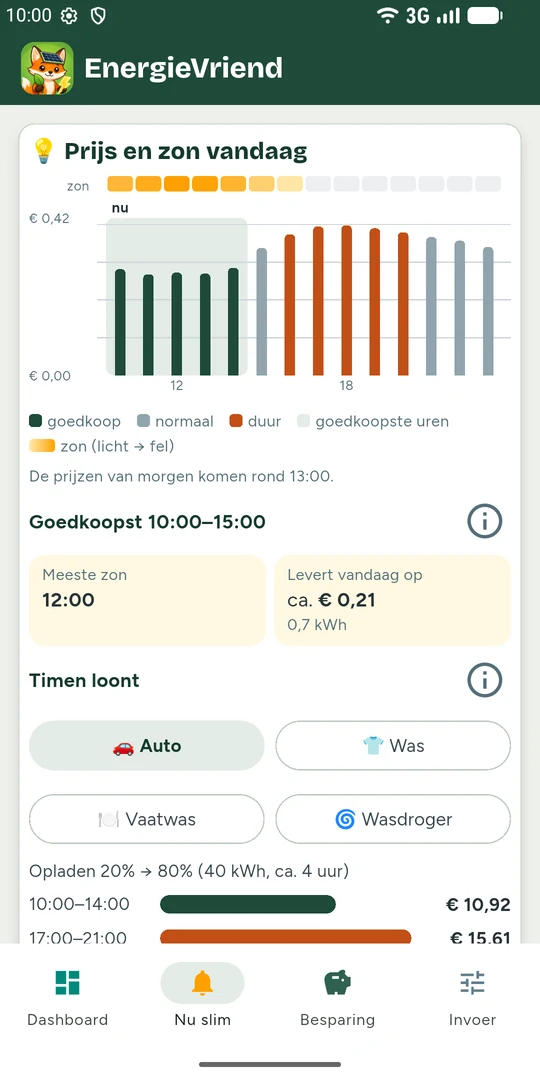 10:00
3G
EnergieVriend
💡 Prijs en zon vandaag
zon
nu
€ 0,42
€ 0,00
12 18
goedkoop normaal duur goedkoopste uren
zon (licht → fel)
De prijzen van morgen komen rond 13:00.
Goedkoopst 10:00–15:00
Meeste zon
12:00
Levert vandaag op
ca. € 0,21
0,7 kWh
Timen loont
🚗 Auto
👕 Was
🍽️ Vaatwas
🌀 Wasdroger
Opladen 20% → 80% (40 kWh, ca. 4 uur)
10:00–14:00 € 10,92
17:00–21:00 € 15,61
Dashboard Nu slim Besparing Invoer